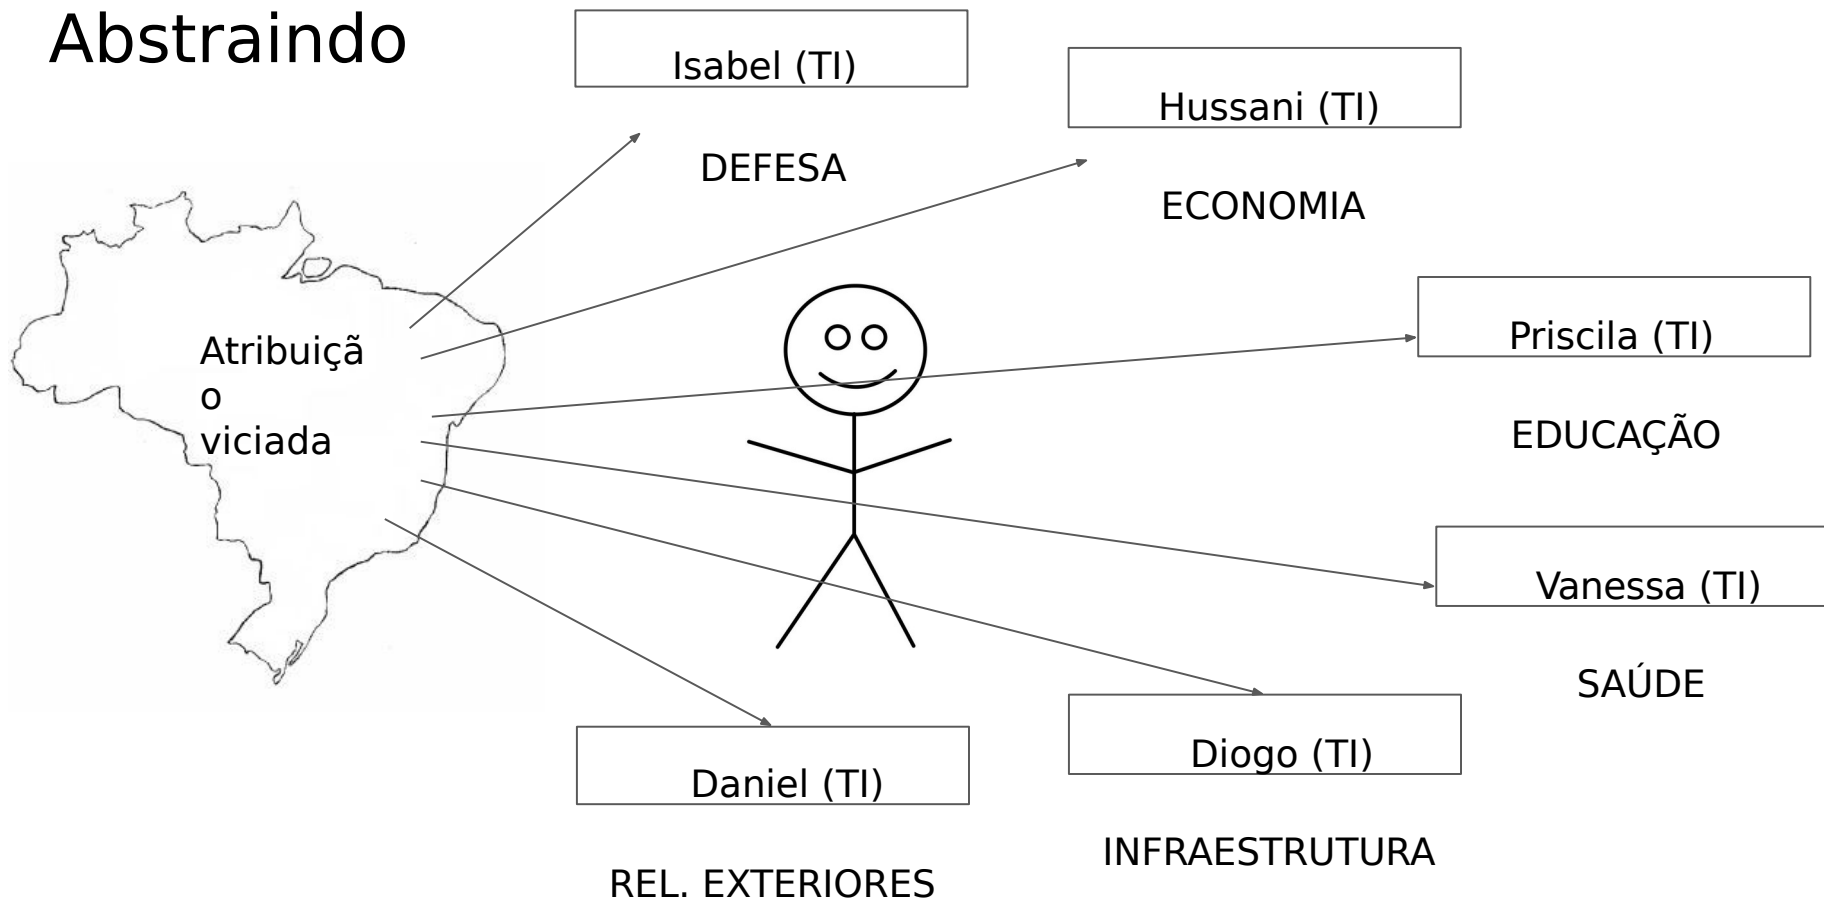 Abstraindo
Isabel (TI)
DEFESA
Hussani (TI)
ECONOMIA
Atribuiçã
o
viciada
Priscila (TI)
EDUCAÇÃO
Vanessa (TI)
SAÚDE
Diogo (TI)
INFRAESTRUTURA
Daniel (TI)
REL. EXTERIORES